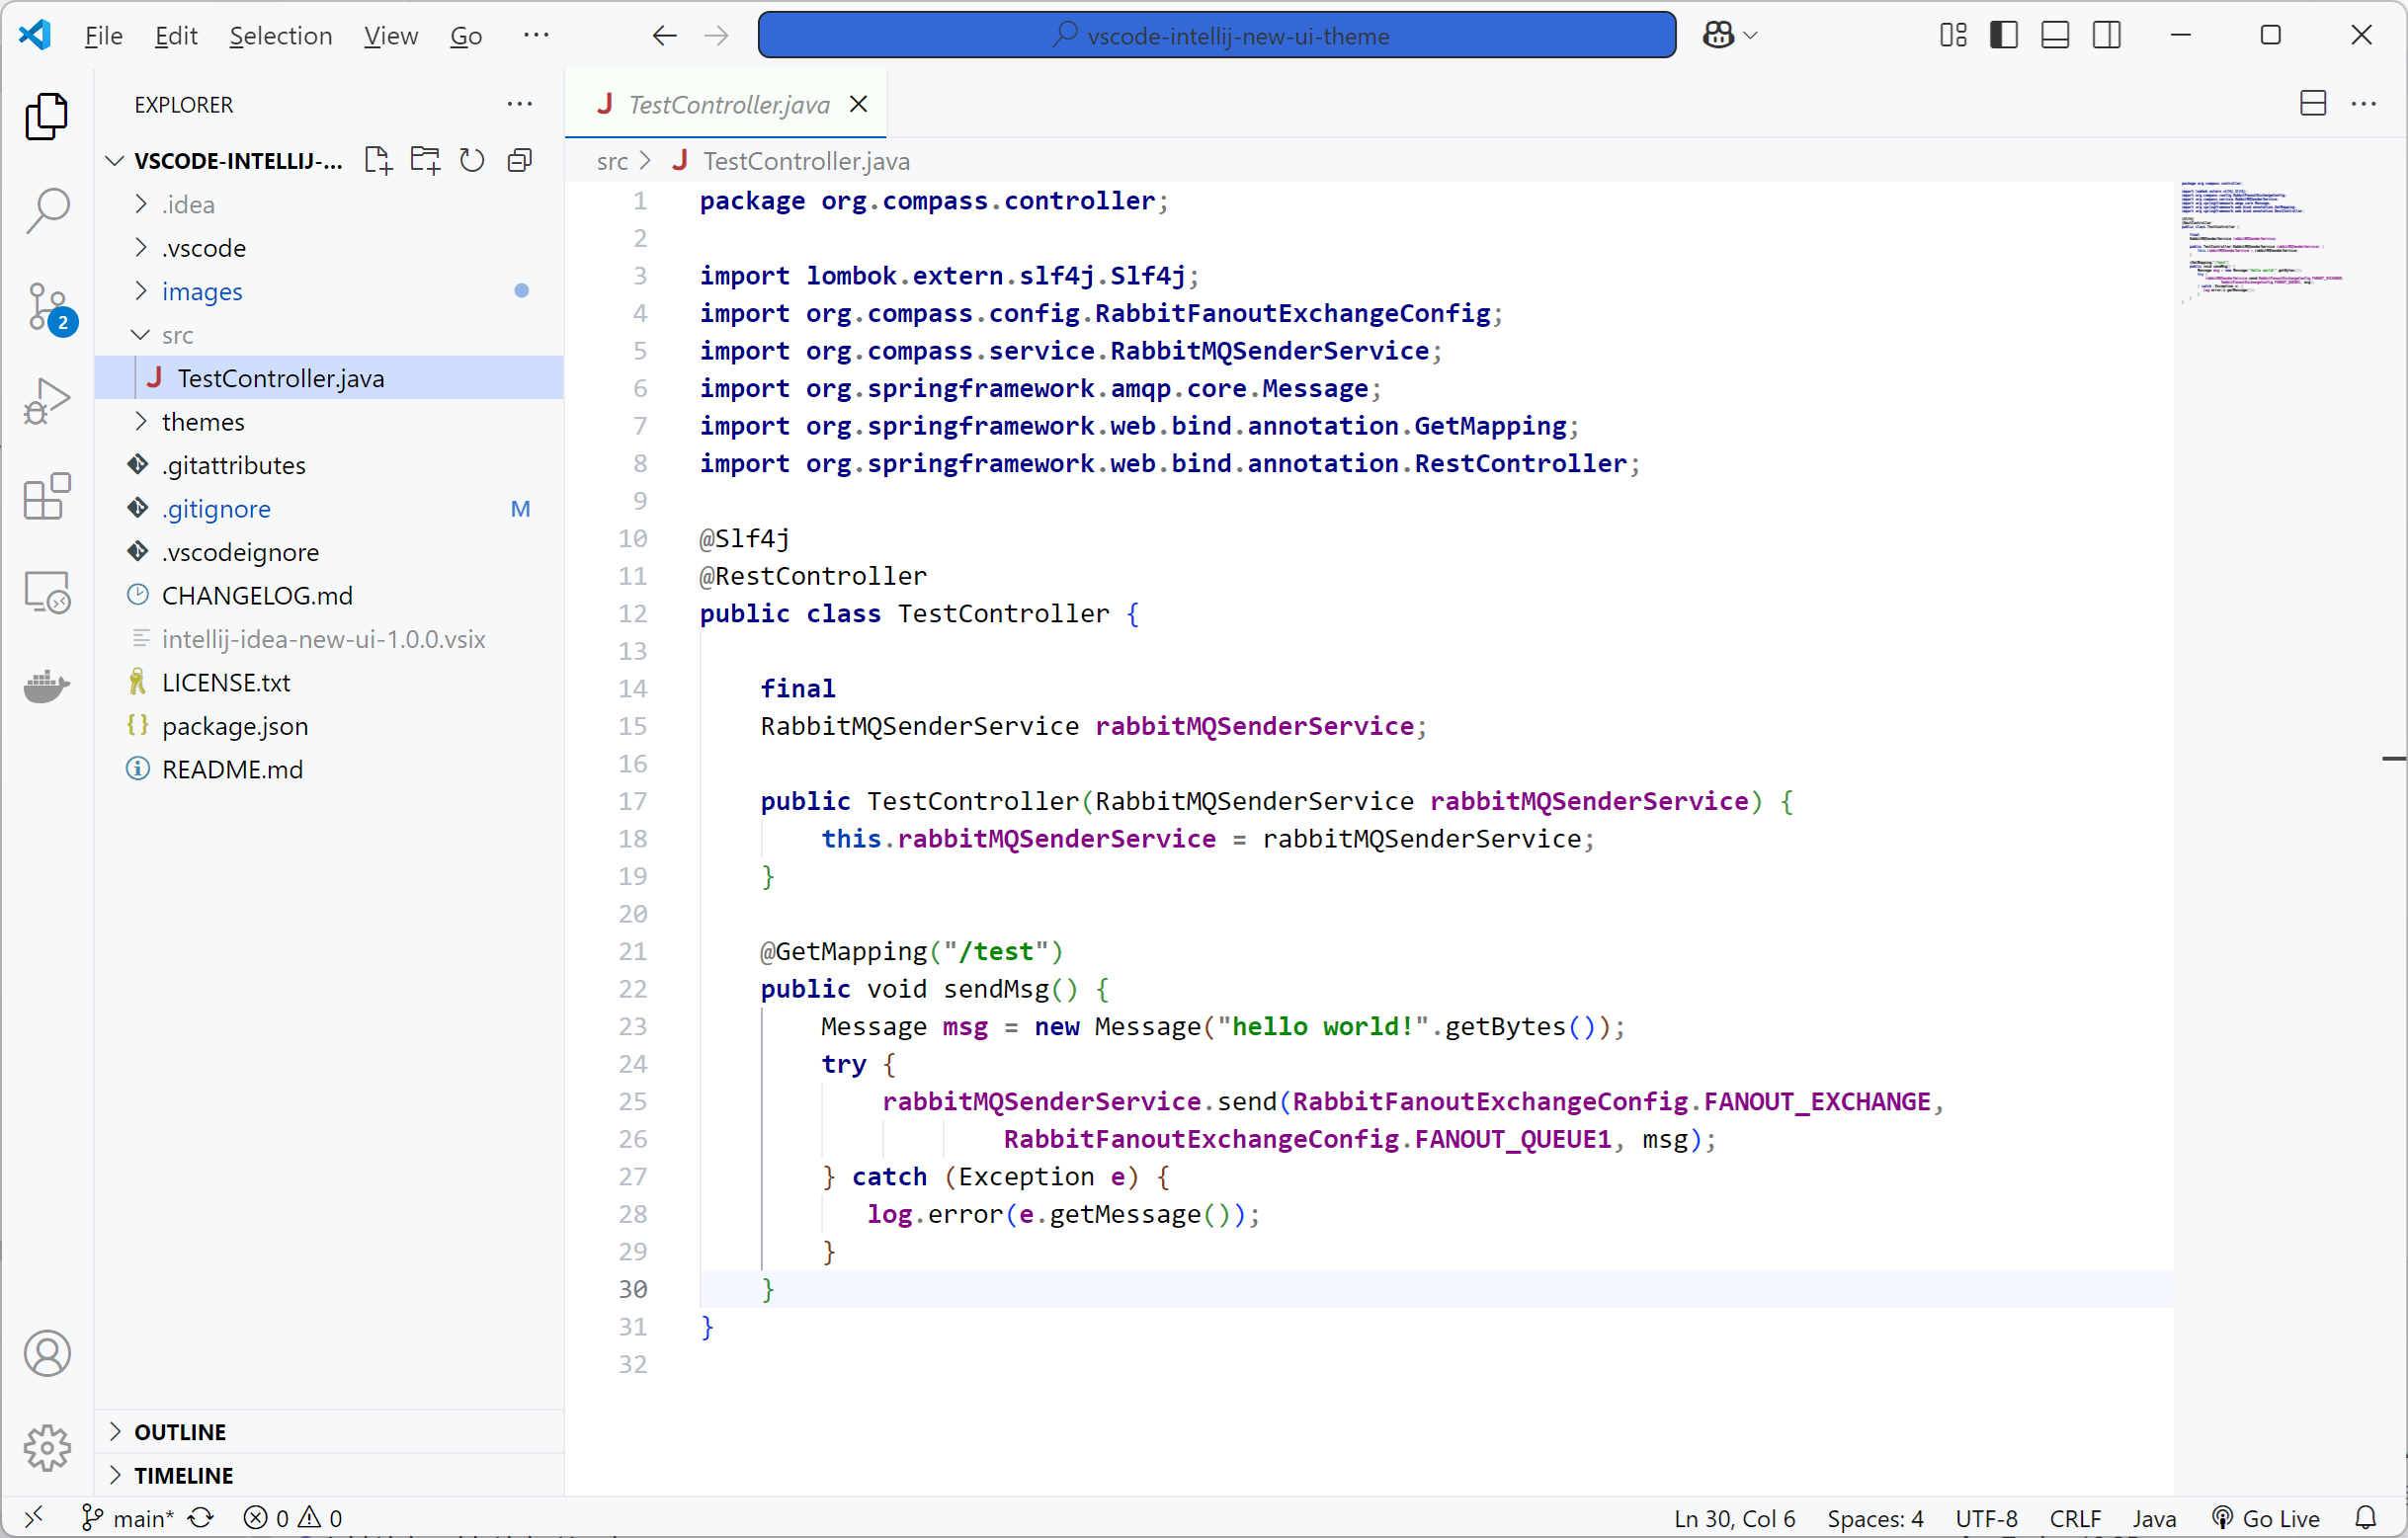 File Edit Selection View Go ··· vscode-intellij-new-ui-theme
EXPLORER
VSCODE-INTELLIJ-...
.idea
.vscode
images
src
TestController.java
themes
.gitattributes
.gitignore M
.vscodeignore
CHANGELOG.md
intellij-idea-new-ui-1.0.0.vsix
LICENSE.txt
package.json
README.md
OUTLINE
TIMELINE
2
TestController.java
src > TestController.java
1 package org.compass.controller;
2
3 import lombok.extern.slf4j.Slf4j;
4 import org.compass.config.RabbitFanoutExchangeConfig;
5 import org.compass.service.RabbitMQSenderService;
6 import org.springframework.amqp.core.Message;
7 import org.springframework.web.bind.annotation.GetMapping;
8 import org.springframework.web.bind.annotation.RestController;
9
10 @Slf4j
11 @RestController
12 public class TestController {
13
14     final
15     RabbitMQSenderService rabbitMQSenderService;
16
17     public TestController(RabbitMQSenderService rabbitMQSenderService) {
18         this.rabbitMQSenderService = rabbitMQSenderService;
19     }
20
21     @GetMapping("/test")
22     public void sendMsg() {
23         Message msg = new Message("hello world!".getBytes());
24         try {
25             rabbitMQSenderService.send(RabbitFanoutExchangeConfig.FANOUT_EXCHANGE,
26                     RabbitFanoutExchangeConfig.FANOUT_QUEUE1, msg);
27         } catch (Exception e) {
28            log.error(e.getMessage());
29         }
30     }
31 }
32
main* 0 0 Ln 30, Col 6 Spaces: 4 UTF-8 CRLF Java Go Live